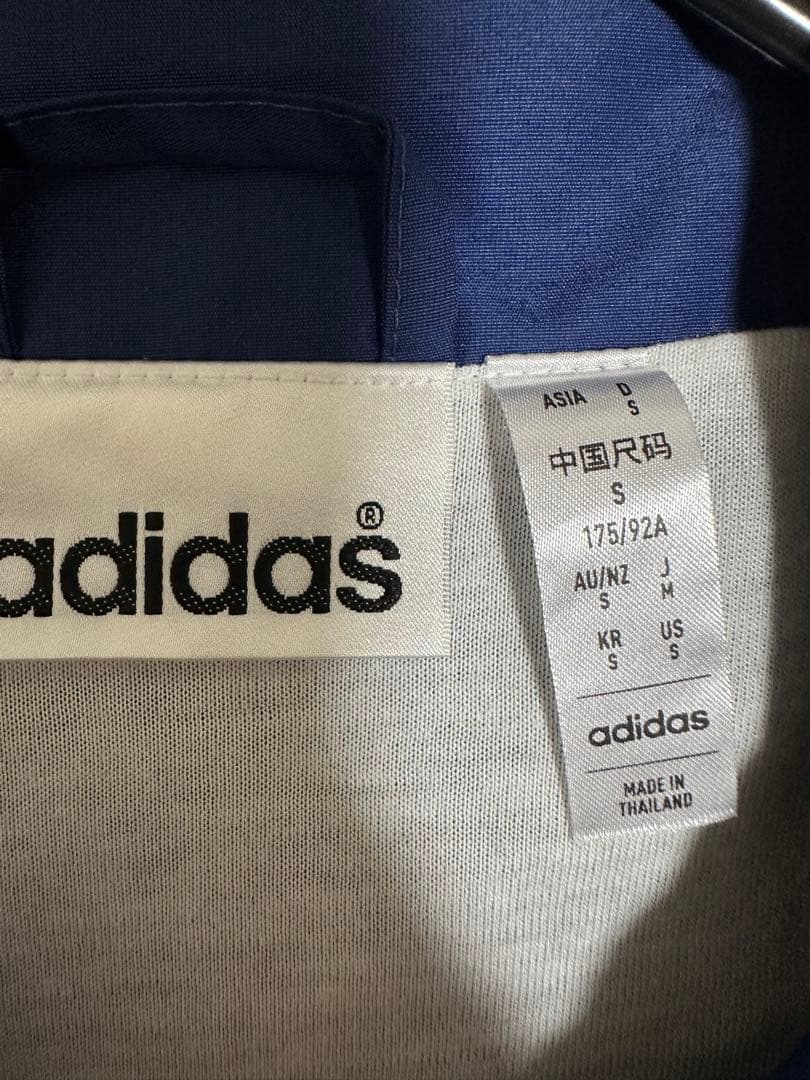 adidas®
ASIA D
S
中国尺码
S
175/92A
AU/NZ J
S M
KR US
S S
adidas
MADE IN
THAILAND